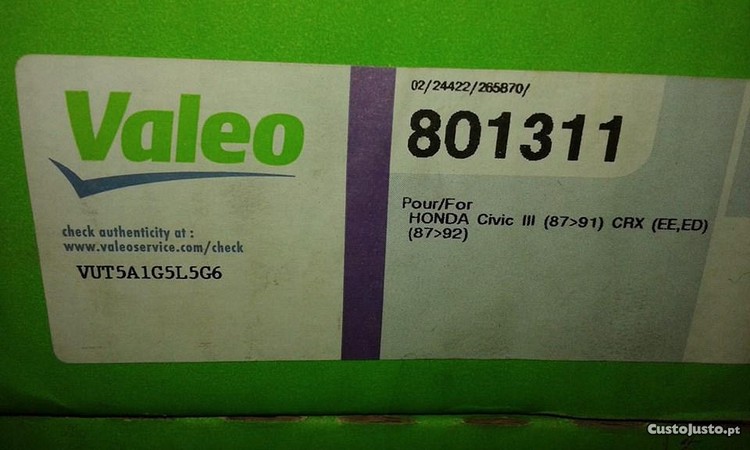 Valeo
check authenticity at :
www.valeoservice.com/check
VUT5A1G5L5G6
02/24422/265870/
801311
Pour/For
HONDA Civic III (87>91) CRX (EE,ED)
(87>92)
CustoJusto.pt